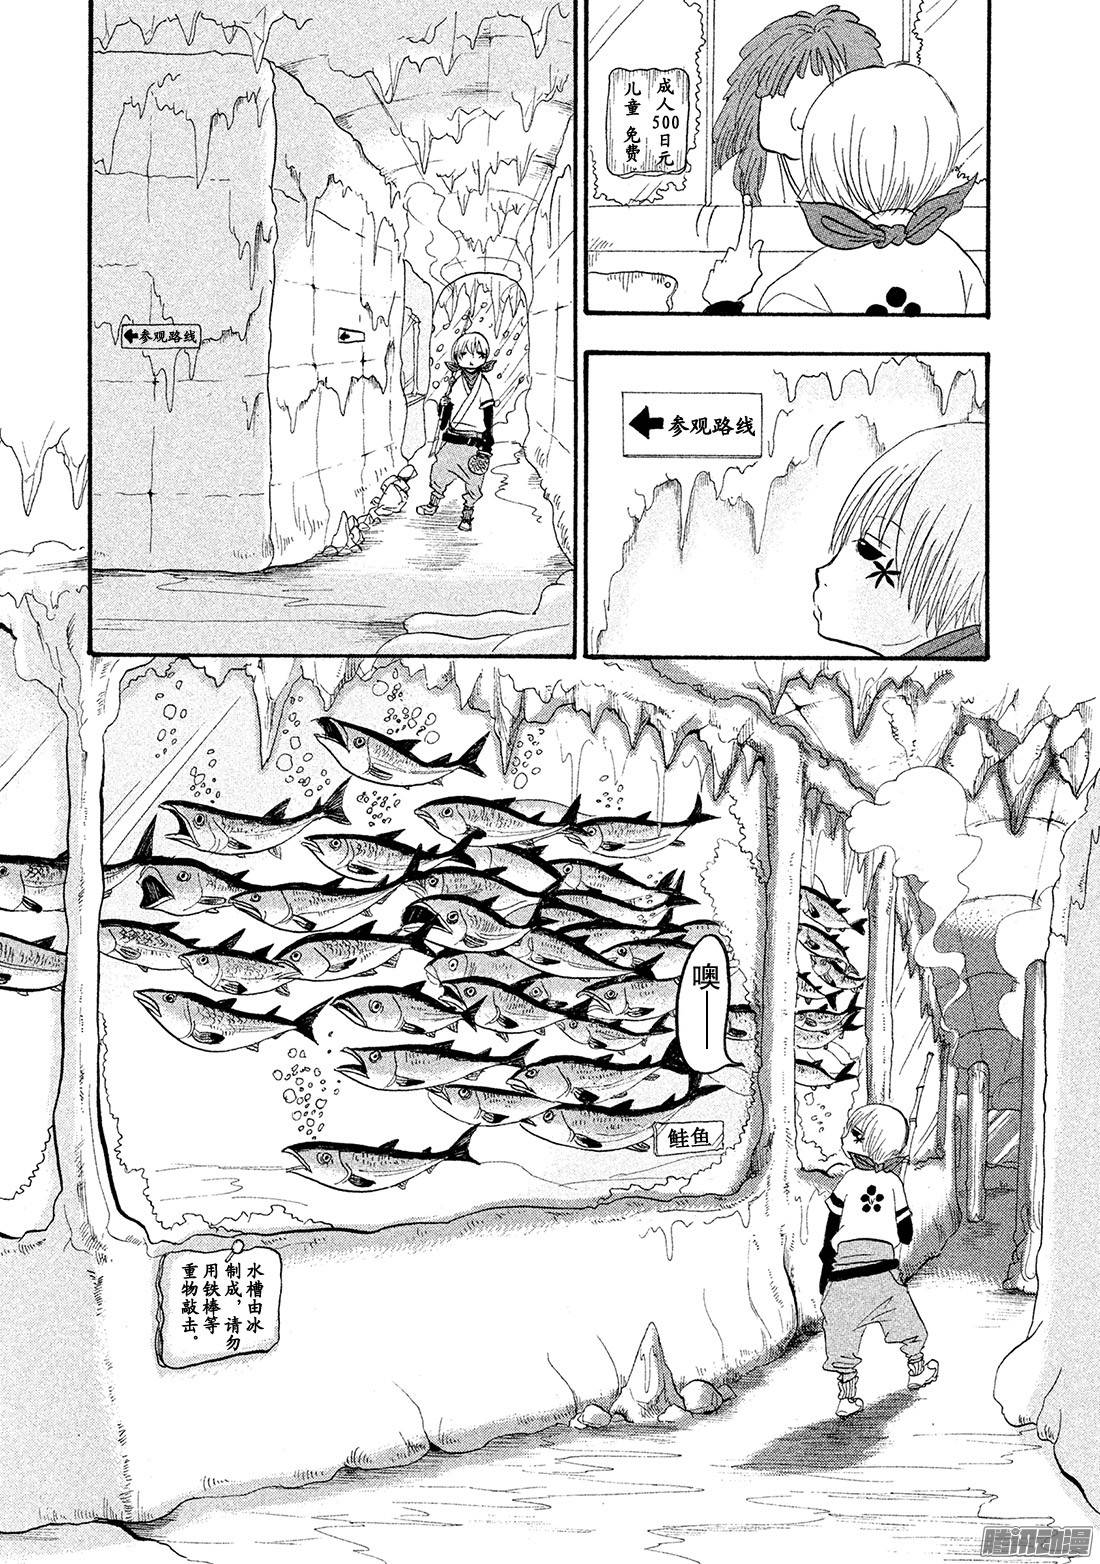 成人
500日元
儿童 免费
参观路线
参观路线
噢——
鲑鱼
水槽由冰
制成，请勿
用铁棒等
重物敲击。
腾讯动漫